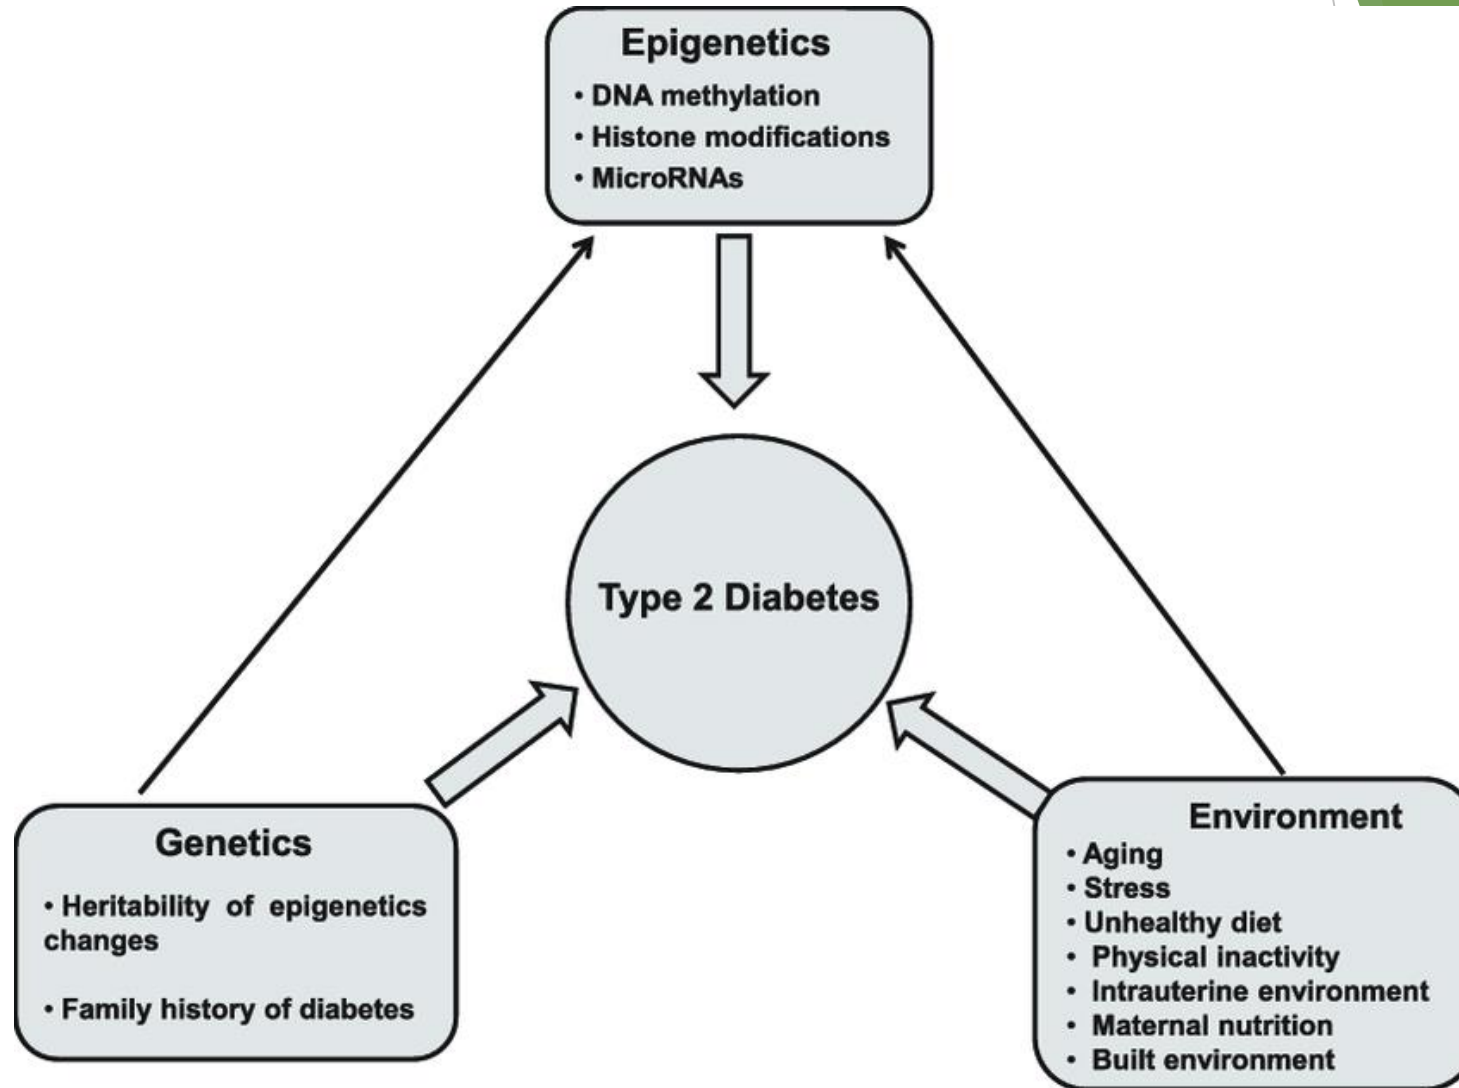 Epigenetics
• DNA methylation
• Histone modifications
• MicroRNAs
Type 2 Diabetes
Genetics
• Heritability of epigenetics
changes
• Family history of diabetes
Environment
• Aging
• Stress
• Unhealthy diet
• Physical inactivity
• Intrauterine environment
• Maternal nutrition
• Built environment